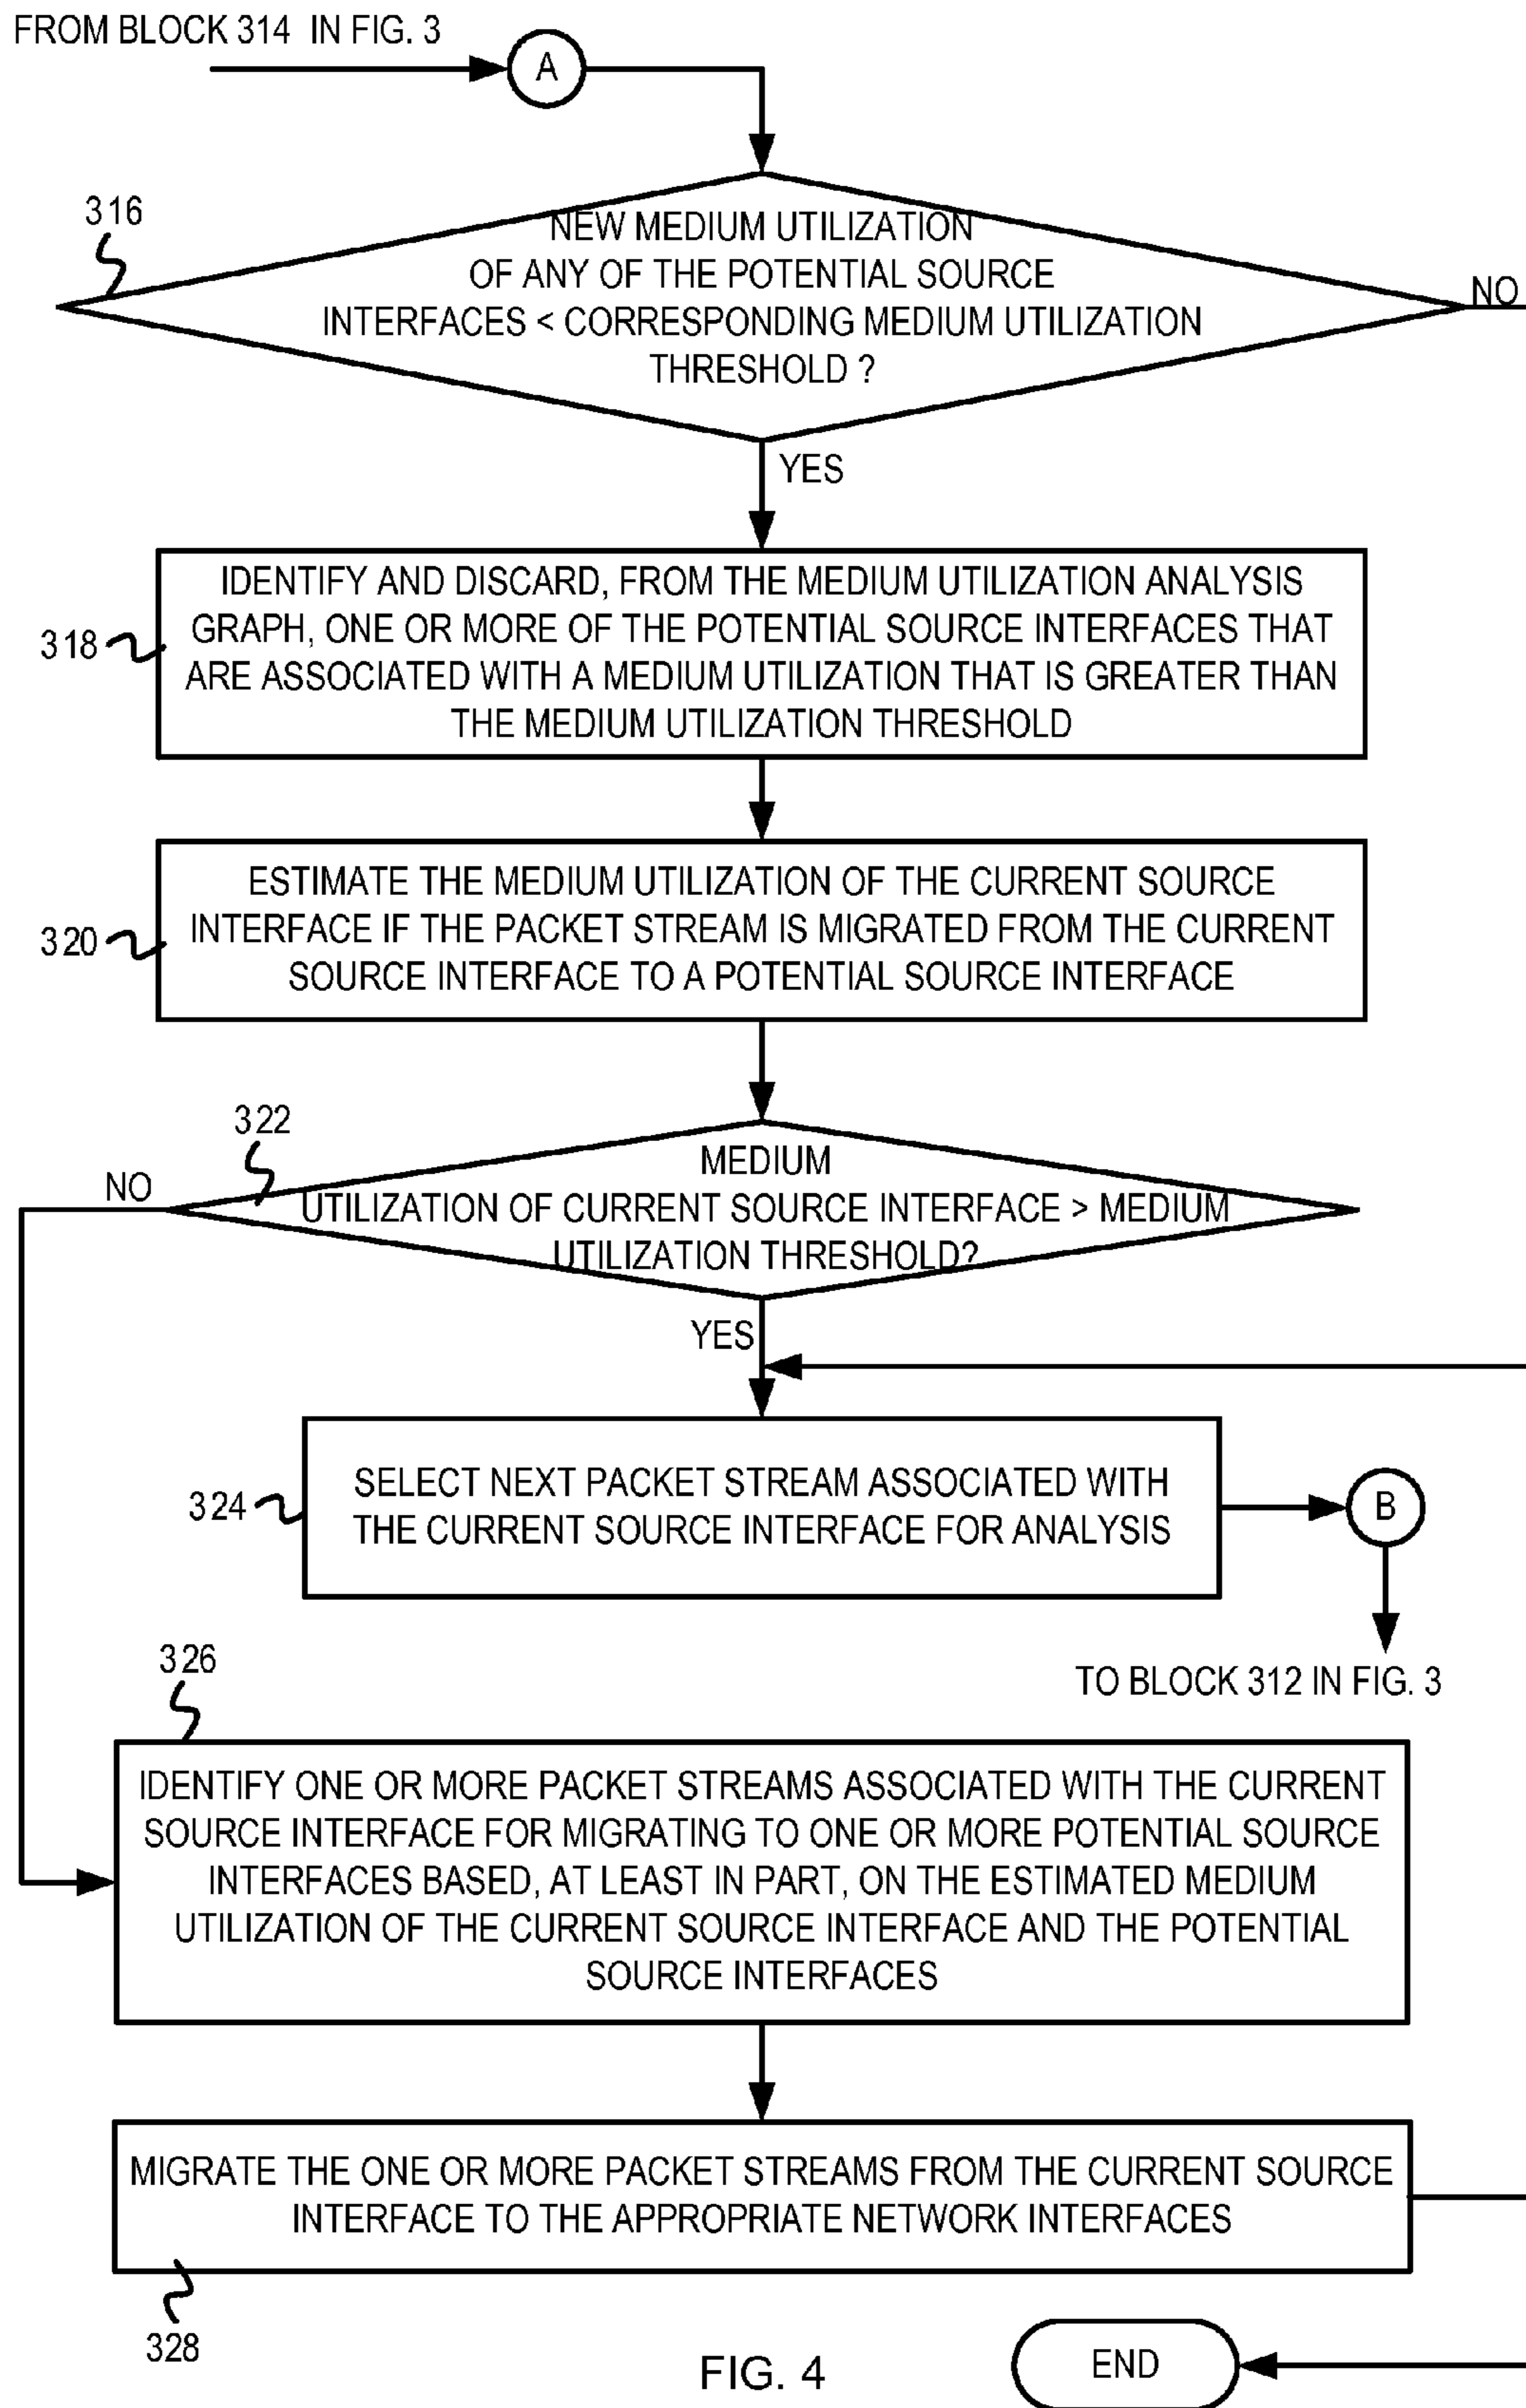 FROM BLOCK 314 IN FIG. 3
A
316
NEW MEDIUM UTILIZATION
OF ANY OF THE POTENTIAL SOURCE
INTERFACES < CORRESPONDING MEDIUM UTILIZATION
THRESHOLD ?
NO
YES
318
IDENTIFY AND DISCARD, FROM THE MEDIUM UTILIZATION ANALYSIS
GRAPH, ONE OR MORE OF THE POTENTIAL SOURCE INTERFACES THAT
ARE ASSOCIATED WITH A MEDIUM UTILIZATION THAT IS GREATER THAN
THE MEDIUM UTILIZATION THRESHOLD
320
ESTIMATE THE MEDIUM UTILIZATION OF THE CURRENT SOURCE
INTERFACE IF THE PACKET STREAM IS MIGRATED FROM THE CURRENT
SOURCE INTERFACE TO A POTENTIAL SOURCE INTERFACE
322
NO
MEDIUM
UTILIZATION OF CURRENT SOURCE INTERFACE > MEDIUM
UTILIZATION THRESHOLD?
YES
324
SELECT NEXT PACKET STREAM ASSOCIATED WITH
THE CURRENT SOURCE INTERFACE FOR ANALYSIS
B
TO BLOCK 312 IN FIG. 3
326
IDENTIFY ONE OR MORE PACKET STREAMS ASSOCIATED WITH THE CURRENT
SOURCE INTERFACE FOR MIGRATING TO ONE OR MORE POTENTIAL SOURCE
INTERFACES BASED, AT LEAST IN PART, ON THE ESTIMATED MEDIUM
UTILIZATION OF THE CURRENT SOURCE INTERFACE AND THE POTENTIAL
SOURCE INTERFACES
MIGRATE THE ONE OR MORE PACKET STREAMS FROM THE CURRENT SOURCE
INTERFACE TO THE APPROPRIATE NETWORK INTERFACES
328
END
FIG. 4